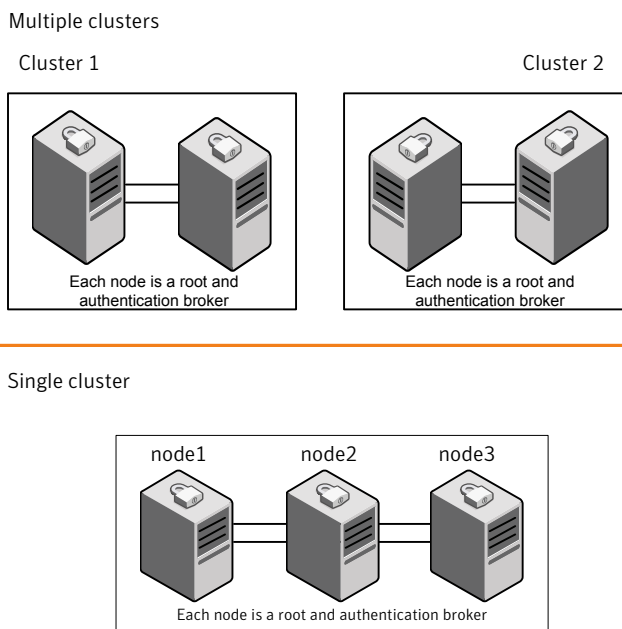 Multiple clusters
Cluster 1
Cluster 2
Each node is a root and
authentication broker
Each node is a root and
authentication broker
Single cluster
node1
node2
node3
Each node is a root and authentication broker